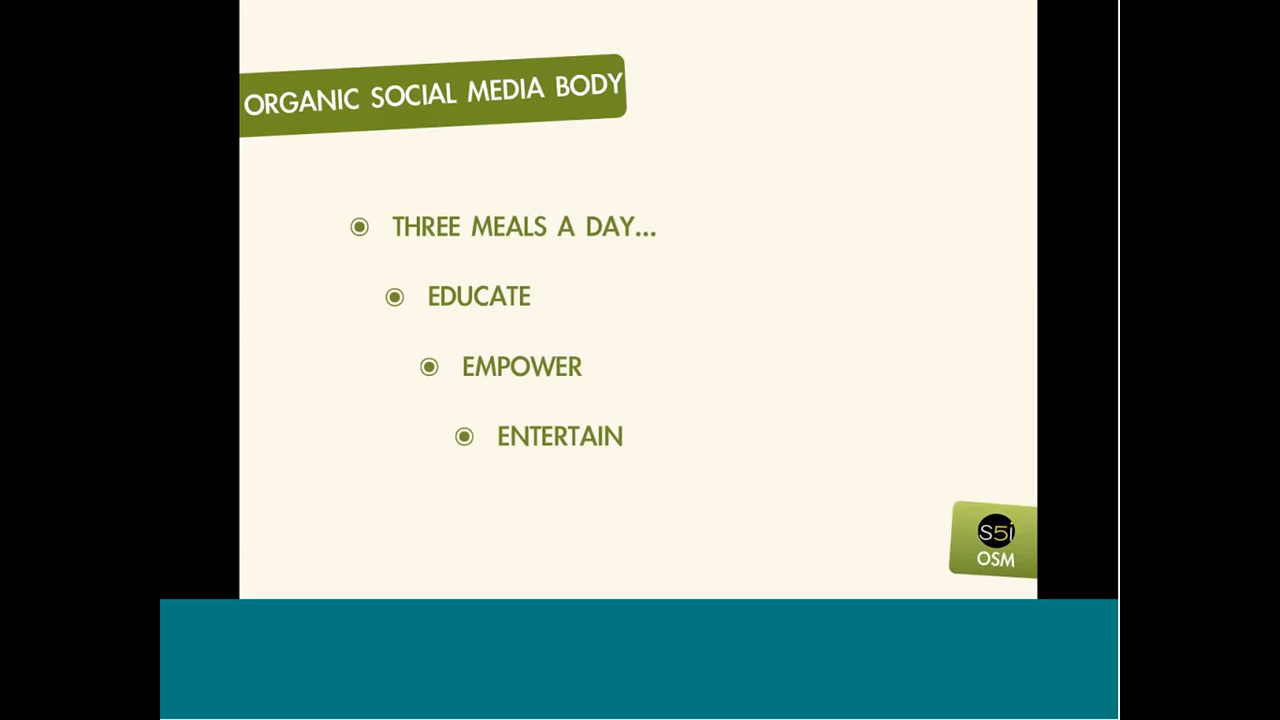 ORGANIC SOCIAL MEDIA BODY
THREE MEALS A DAY...
EDUCATE
EMPOWER
ENTERTAIN
S5i
OSM